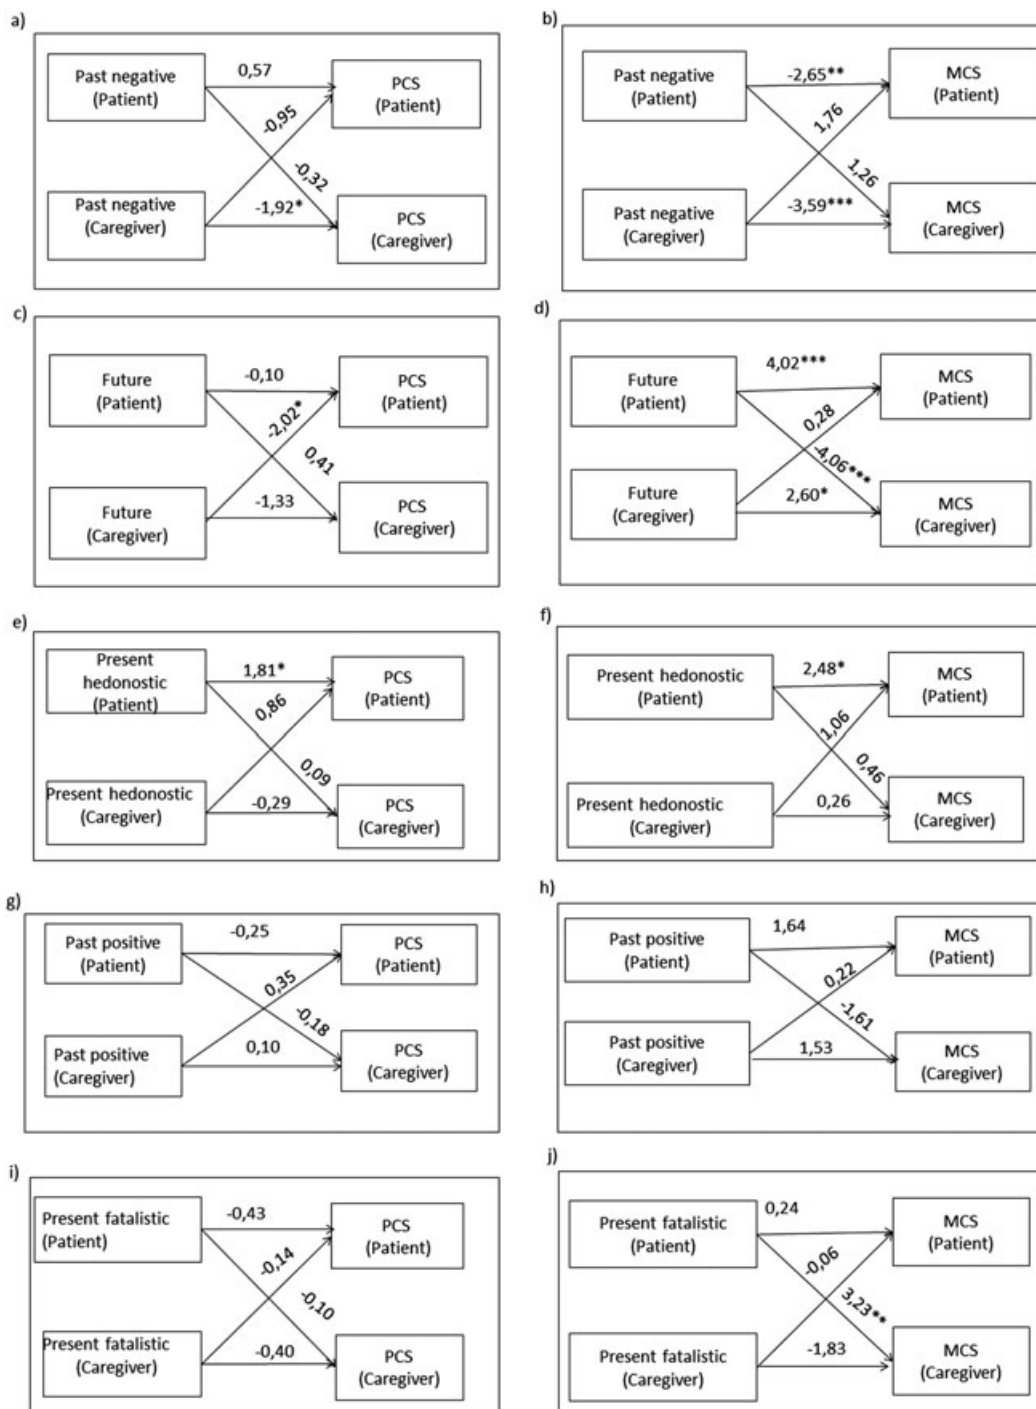 a)
Past negative
(Patient)
0,57
PCS
(Patient)
-0,95
-0,32
Past negative
(Caregiver)
-1,92*
PCS
(Caregiver)
b)
Past negative
(Patient)
-2,65**
MCS
(Patient)
1,76
1,26
Past negative
(Caregiver)
-3,59***
MCS
(Caregiver)
c)
Future
(Patient)
-0,10
PCS
(Patient)
-2,02*
0,41
Future
(Caregiver)
-1,33
PCS
(Caregiver)
d)
Future
(Patient)
4,02***
MCS
(Patient)
0,28
-4,06***
Future
(Caregiver)
2,60*
MCS
(Caregiver)
e)
Present
hedonostic
(Patient)
1,81*
PCS
(Patient)
0,86
0,09
Present hedonostic
(Caregiver)
-0,29
PCS
(Caregiver)
f)
Present hedonostic
(Patient)
2,48*
MCS
(Patient)
1,06
0,46
Present hedonostic
(Caregiver)
0,26
MCS
(Caregiver)
g)
Past positive
(Patient)
-0,25
PCS
(Patient)
0,35
-0,18
Past positive
(Caregiver)
0,10
PCS
(Caregiver)
h)
Past positive
(Patient)
1,64
MCS
(Patient)
0,22
-1,61
Past positive
(Caregiver)
1,53
MCS
(Caregiver)
i)
Present fatalistic
(Patient)
-0,43
PCS
(Patient)
-0,14
-0,10
Present fatalistic
(Caregiver)
-0,40
PCS
(Caregiver)
j)
Present fatalistic
(Patient)
0,24
MCS
(Patient)
-0,06
3,23**
Present fatalistic
(Caregiver)
-1,83
MCS
(Caregiver)